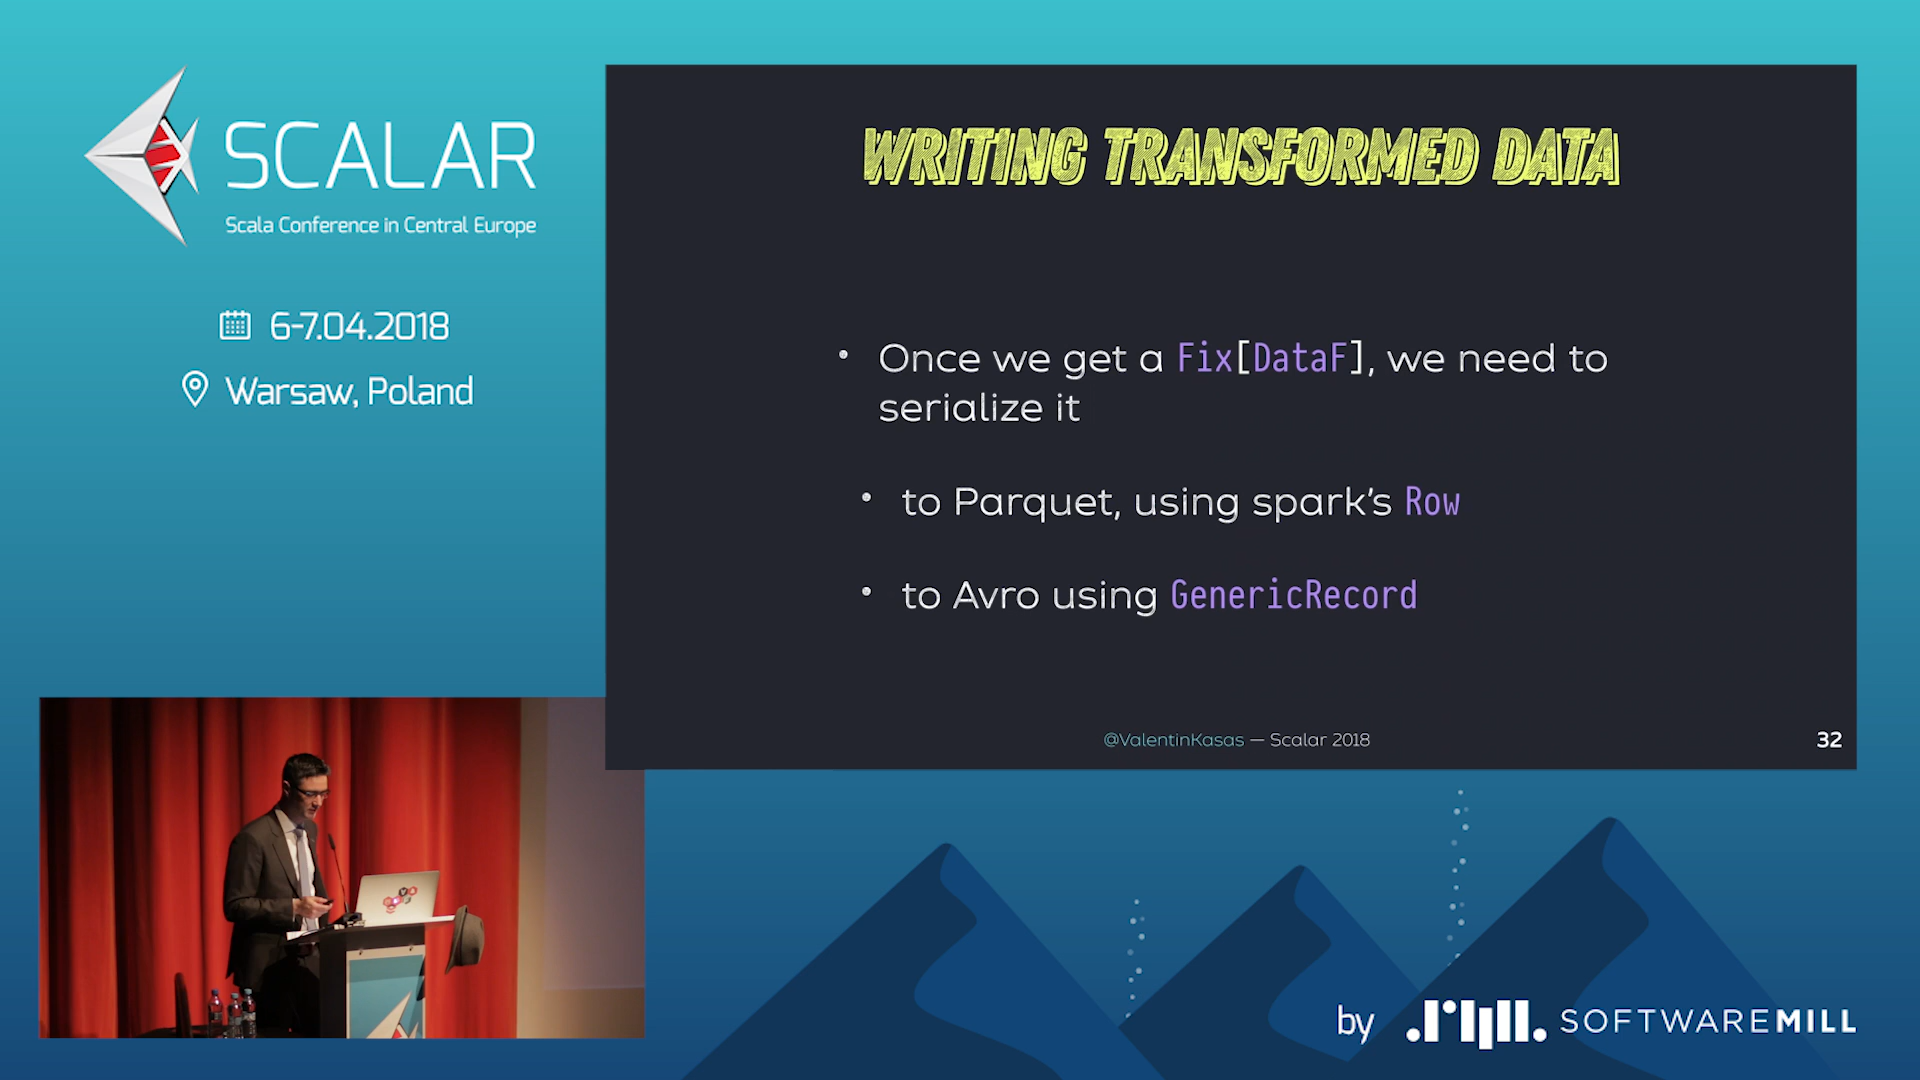 SCALAR
Scala Conference in Central Europe
6-7.04.2018
Warsaw, Poland
WRITING TRANSFORMED DATA
• Once we get a Fix[DataF], we need to
serialize it
• to Parquet, using spark's Row
• to Avro using GenericRecord
@ValentinKasas — Scalar 2018
32
by SOFTWAREMILL